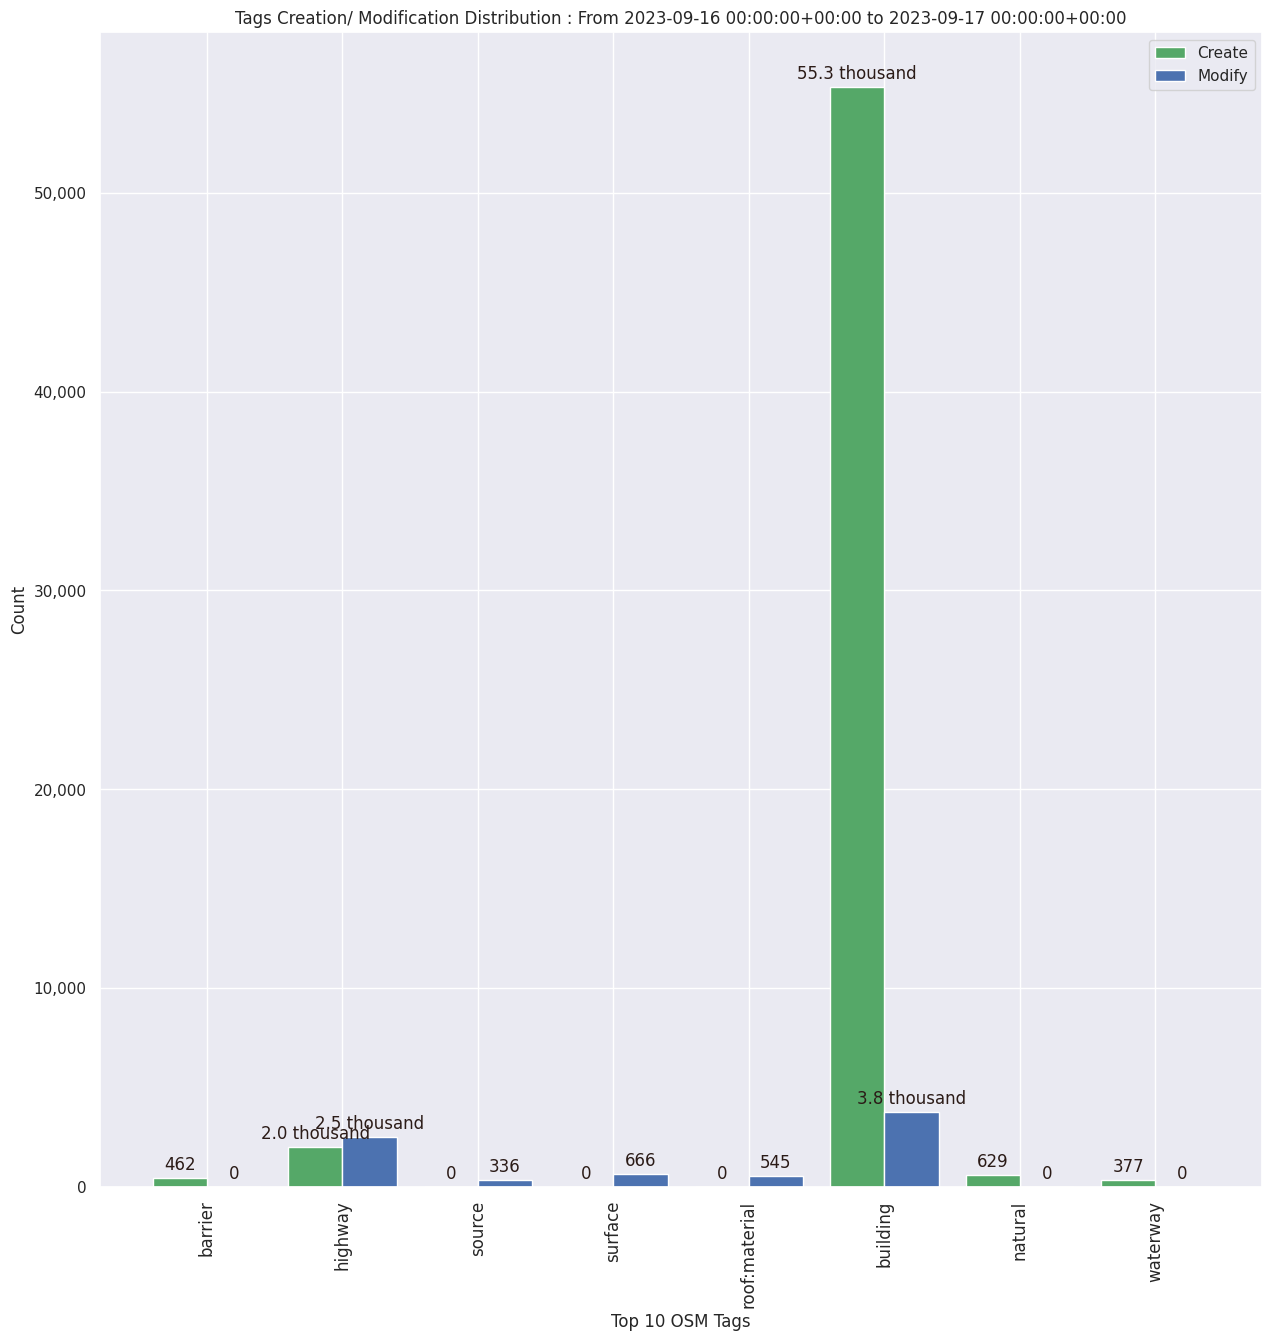 Tags Creation/ Modification Distribution : From 2023-09-16 00:00:00+00:00 to 2023-09-17 00:00:00+00:00
Create
Modify
55.3 thousand
50,000
40,000
30,000
20,000
10,000
0
Count
462
0
2.0 thousand
2.5 thousand
0
336
0
666
0
545
3.8 thousand
629
0
377
0
barrier
highway
source
surface
roof:material
building
natural
waterway
Top 10 OSM Tags